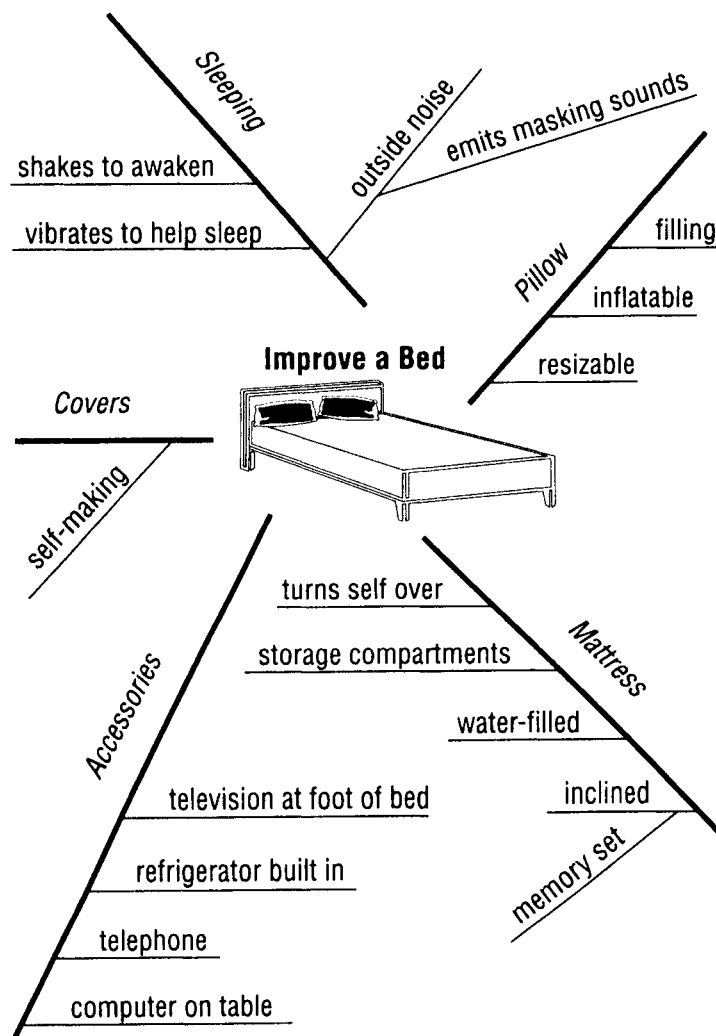 Sleeping
shakes to awaken
vibrates to help sleep
outside noise
emits masking sounds
Pillow
filling
inflatable
resizable
Improve a Bed
Covers
self-making
Accessories
television at foot of bed
refrigerator built in
telephone
computer on table
Mattress
turns self over
storage compartments
water-filled
inclined
memory set